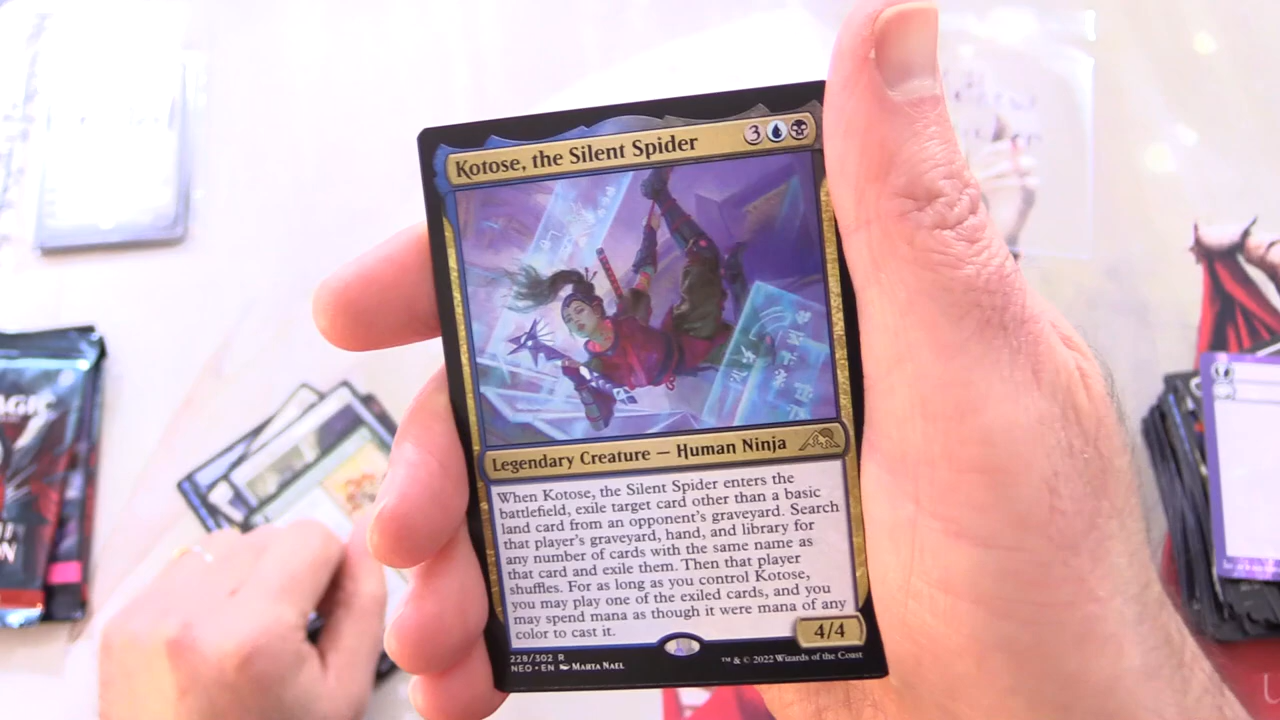 Kotose, the Silent Spider
3
Legendary Creature — Human Ninja
When Kotose, the Silent Spider enters the
battlefield, exile target card other than a basic
land card from an opponent's graveyard. Search
that player's graveyard, hand, and library for
any number of cards with the same name as
that card and exile them. Then that player
shuffles. For as long as you control Kotose,
you may play one of the exiled cards, and you
may spend mana as though it were mana of any
color to cast it.
4/4
228/302 R
NEO • EN Marta Nael
™ & © 2022 Wizards of the Coast